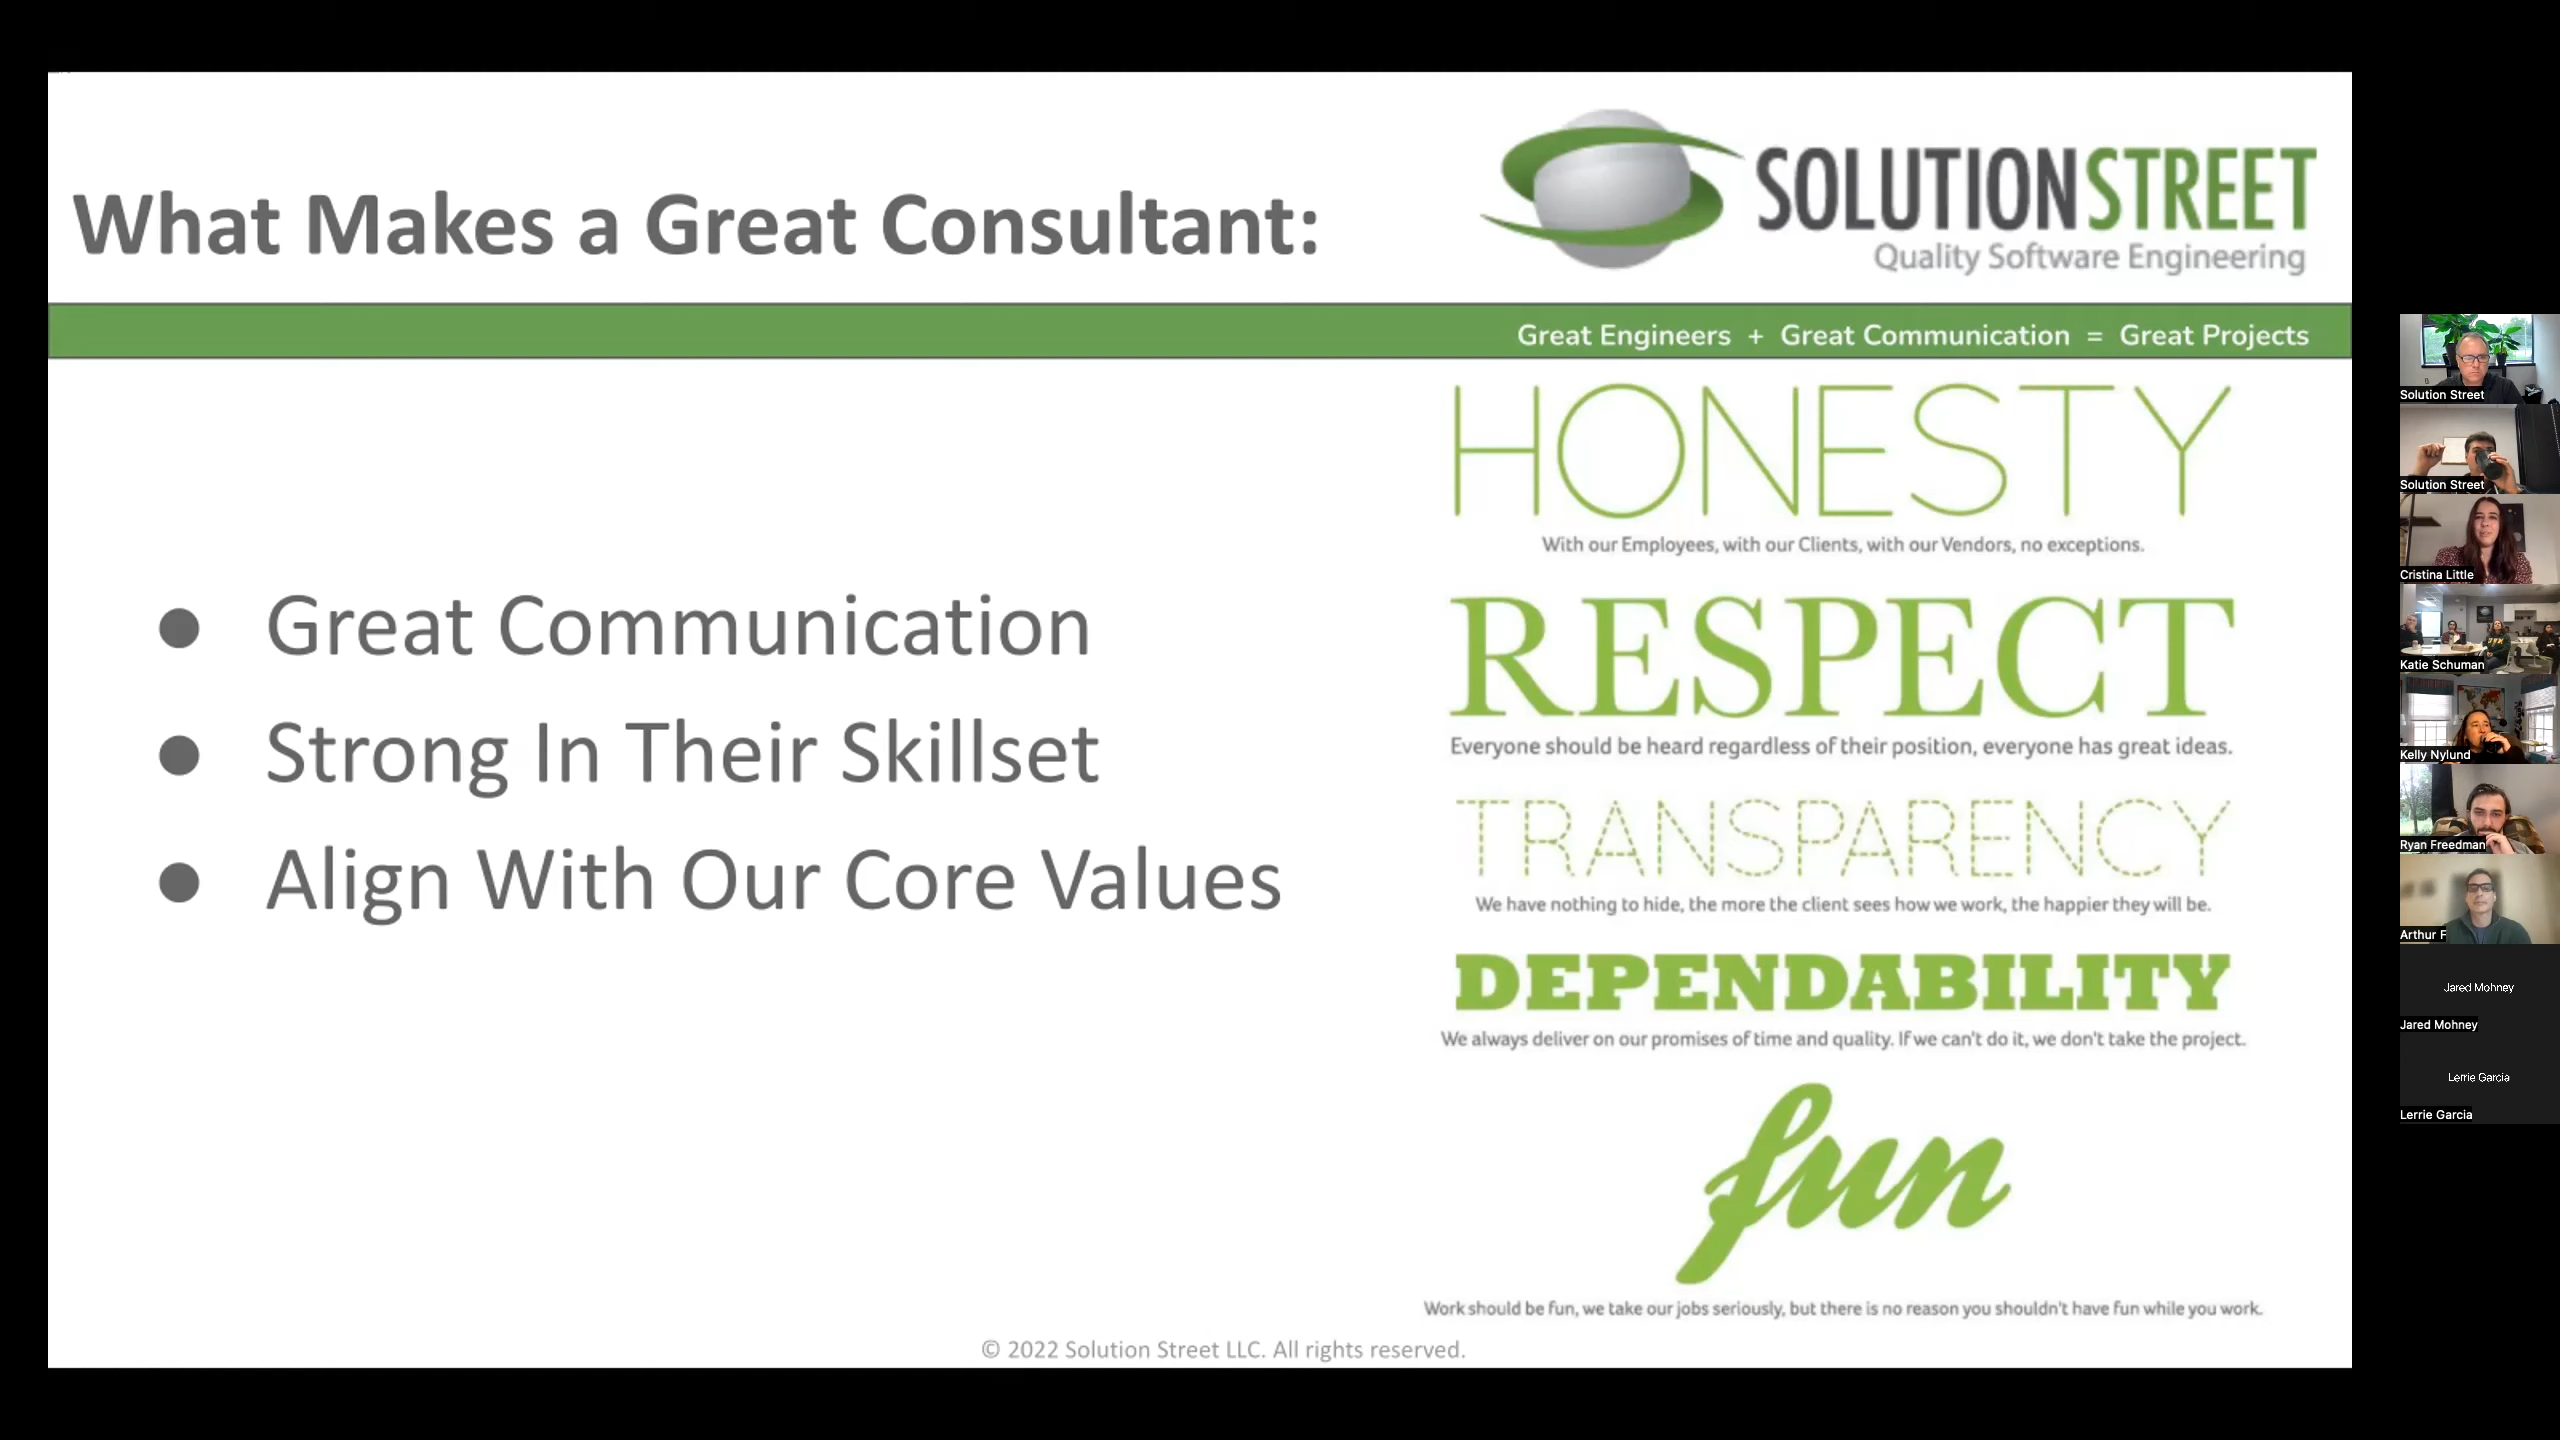 What Makes a Great Consultant:
SOLUTIONSTREET
Quality Software Engineering
Great Engineers + Great Communication = Great Projects
● Great Communication
● Strong In Their Skillset
● Align With Our Core Values
HONESTY
With our Employees, with our Clients, with our Vendors, no exceptions.
RESPECT
Everyone should be heard regardless of their position, everyone has great ideas.
TRANSPARENCY
We have nothing to hide, the more the client sees how we work, the happier they will be.
DEPENDABILITY
We always deliver on our promises of time and quality. If we can't do it, we don't take the project.
fun
Work should be fun, we take our jobs seriously, but there is no reason you shouldn't have fun while you work.
© 2022 Solution Street LLC. All rights reserved.
Solution Street
Solution Street
Cristina Little
Katie Schuman
Kelly Nylund
Ryan Freedman
Arthur F
Jared Mohney
Jared Mohney
Lerrie Garcia
Lerrie Garcia